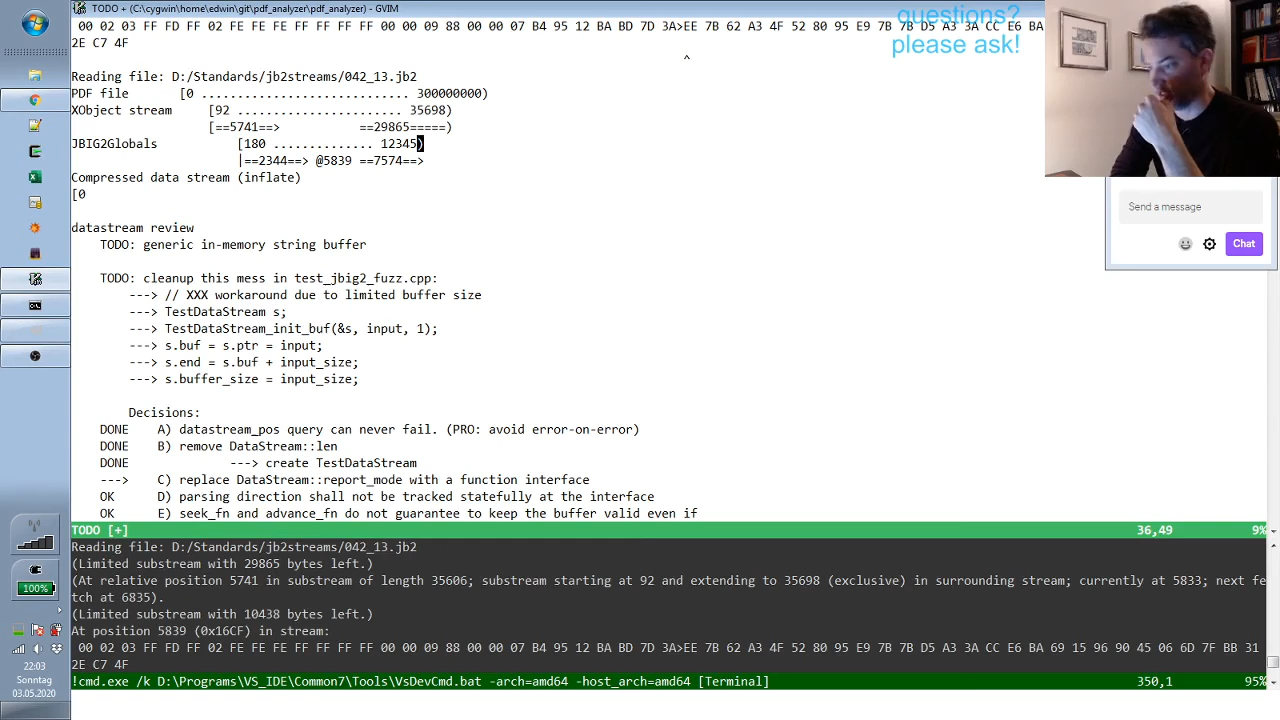 TODO + (C:\cygwin\home\edwin\git\pdf_analyzer\pdf_analyzer) - GVIM
questions?
please ask!
00 02 03 FF FD FF 02 FE FE FE FF FF FF FF 00 00 09 88 00 00 07 B4 95 12 BA BD 7D 3A>EE 7B 62 A3 4F 52 80 95 E9 7B 7B D5 A3 3A CC E6 BA
2E C7 4F
^
Reading file: D:/Standards/jb2streams/042_13.jb2
PDF file     [0 ............................. 300000000)
XObject stream     [92 ....................... 35698)
[==5741==>           ==29865=====)
JBIG2Globals           [180 .............. 12345)
|==2344==> @5839 ==7574==>
Compressed data stream (inflate)
[0
datastream review
TODO: generic in-memory string buffer
TODO: cleanup this mess in test_jbig2_fuzz.cpp:
---> // XXX workaround due to limited buffer size
---> TestDataStream s;
---> TestDataStream_init_buf(&s, input, 1);
---> s.buf = s.ptr = input;
---> s.end = s.buf + input_size;
---> s.buffer_size = input_size;
Decisions:
DONE    A) datastream_pos query can never fail. (PRO: avoid error-on-error)
DONE    B) remove DataStream::len
DONE              ---> create TestDataStream
--->    C) replace DataStream::report_mode with a function interface
OK      D) parsing direction shall not be tracked statefully at the interface
OK      E) seek_fn and advance_fn do not guarantee to keep the buffer valid even if
TODO [+] 36,49 9%
Reading file: D:/Standards/jb2streams/042_13.jb2
(Limited substream with 29865 bytes left.)
(At relative position 5741 in substream of length 35606; substream starting at 92 and extending to 35698 (exclusive) in surrounding stream; currently at 5833; next fe
tch at 6835).
(Limited substream with 10438 bytes left.)
At position 5839 (0x16CF) in stream:
00 02 03 FF FD FF 02 FE FE FE FF FF FF FF 00 00 09 88 00 00 07 B4 95 12 BA BD 7D 3A>EE 7B 62 A3 4F 52 80 95 E9 7B 7B D5 A3 3A CC E6 BA 69 15 96 90 45 06 6D 7F BB 31
2E C7 4F
!cmd.exe /k D:\Programs\VS_IDE\Common7\Tools\VsDevCmd.bat -arch=amd64 -host_arch=amd64 [Terminal] 350,1 95%
Send a message
Chat
100%
22:03
Sonntag
03.05.2020